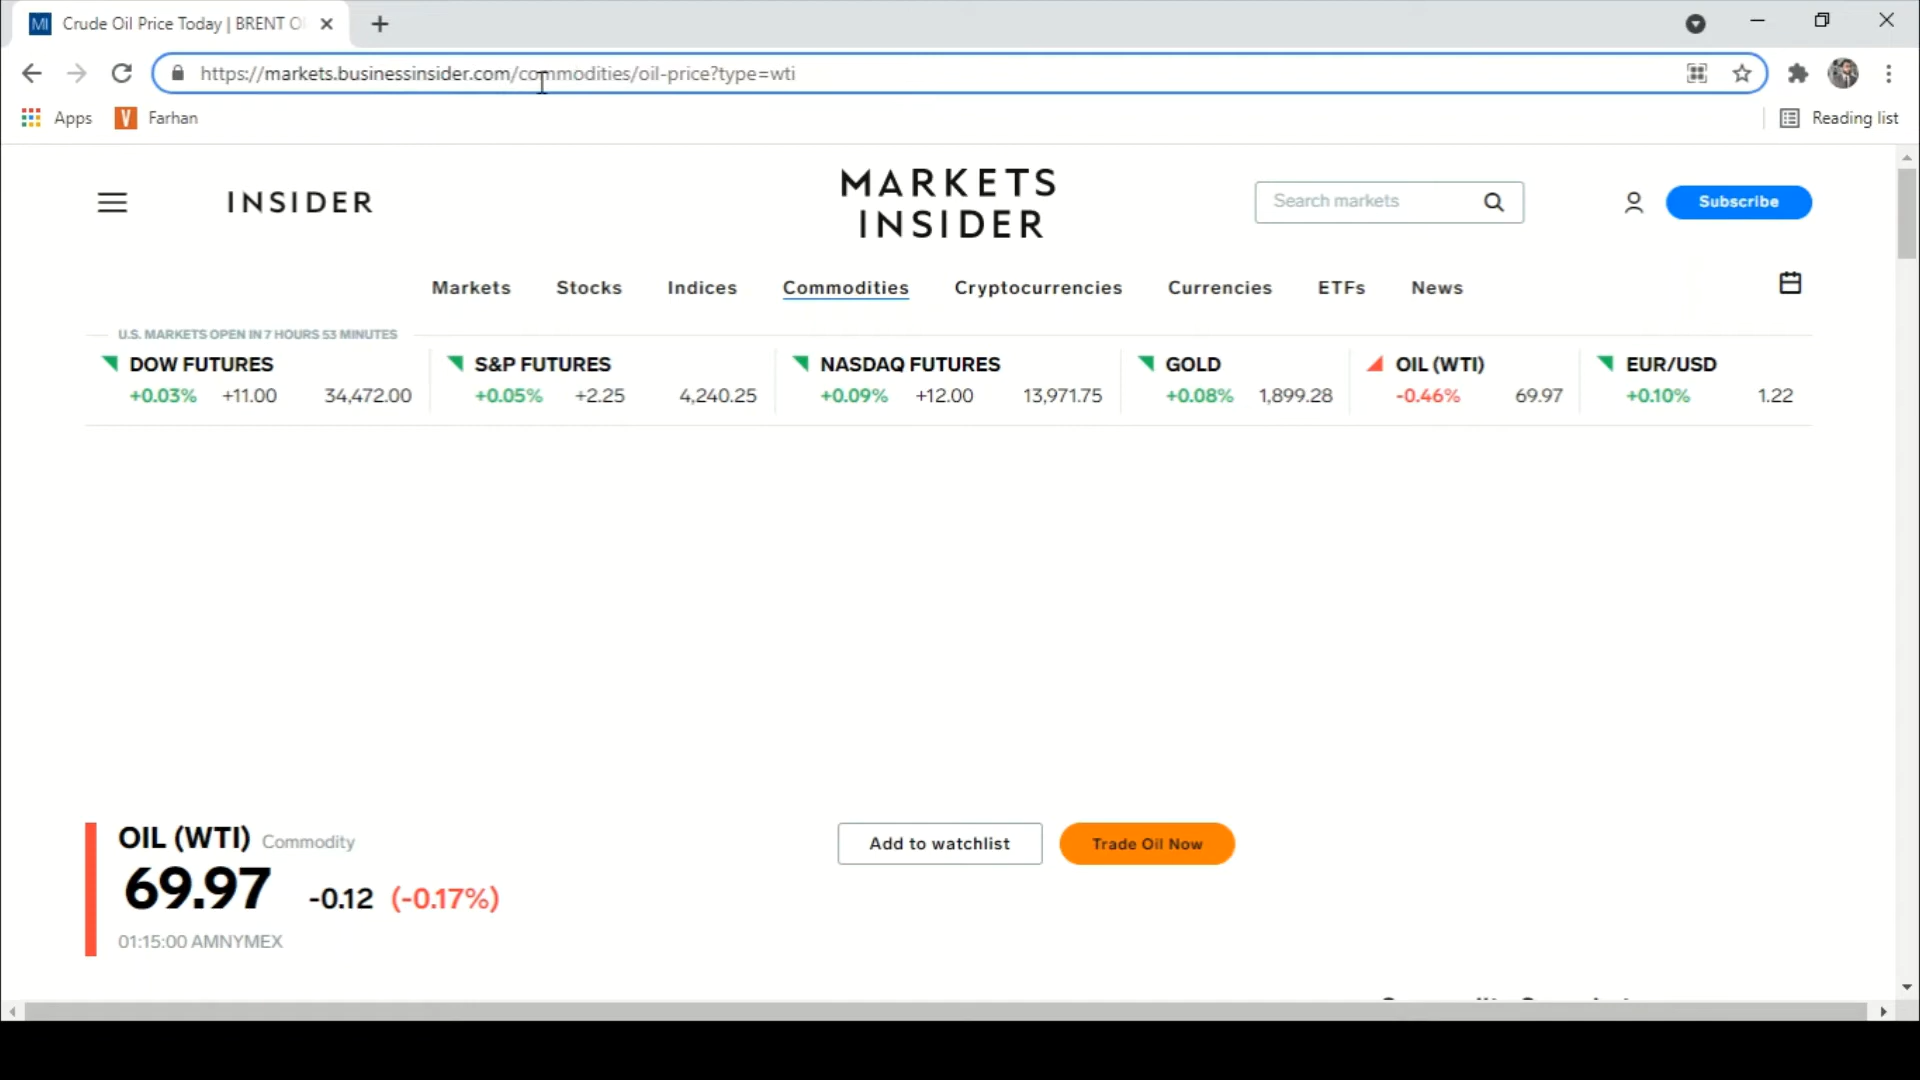 MI Crude Oil Price Today | BRENT O
https://markets.businessinsider.com/commodities/oil-price?type=wti
Apps V Farhan Reading list
INSIDER
MARKETS
INSIDER
Search markets
Subscribe
Markets Stocks Indices Commodities Cryptocurrencies Currencies ETFs News
U.S. MARKETS OPEN IN 7 HOURS 53 MINUTES
DOW FUTURES
+0.03% +11.00 34,472.00
S&P FUTURES
+0.05% +2.25 4,240.25
NASDAQ FUTURES
+0.09% +12.00 13,971.75
GOLD
+0.08% 1,899.28
OIL (WTI)
-0.46% 69.97
EUR/USD
+0.10% 1.22
OIL (WTI) Commodity
69.97 -0.12 (-0.17%)
01:15:00 AMNYMEX
Add to watchlist
Trade Oil Now